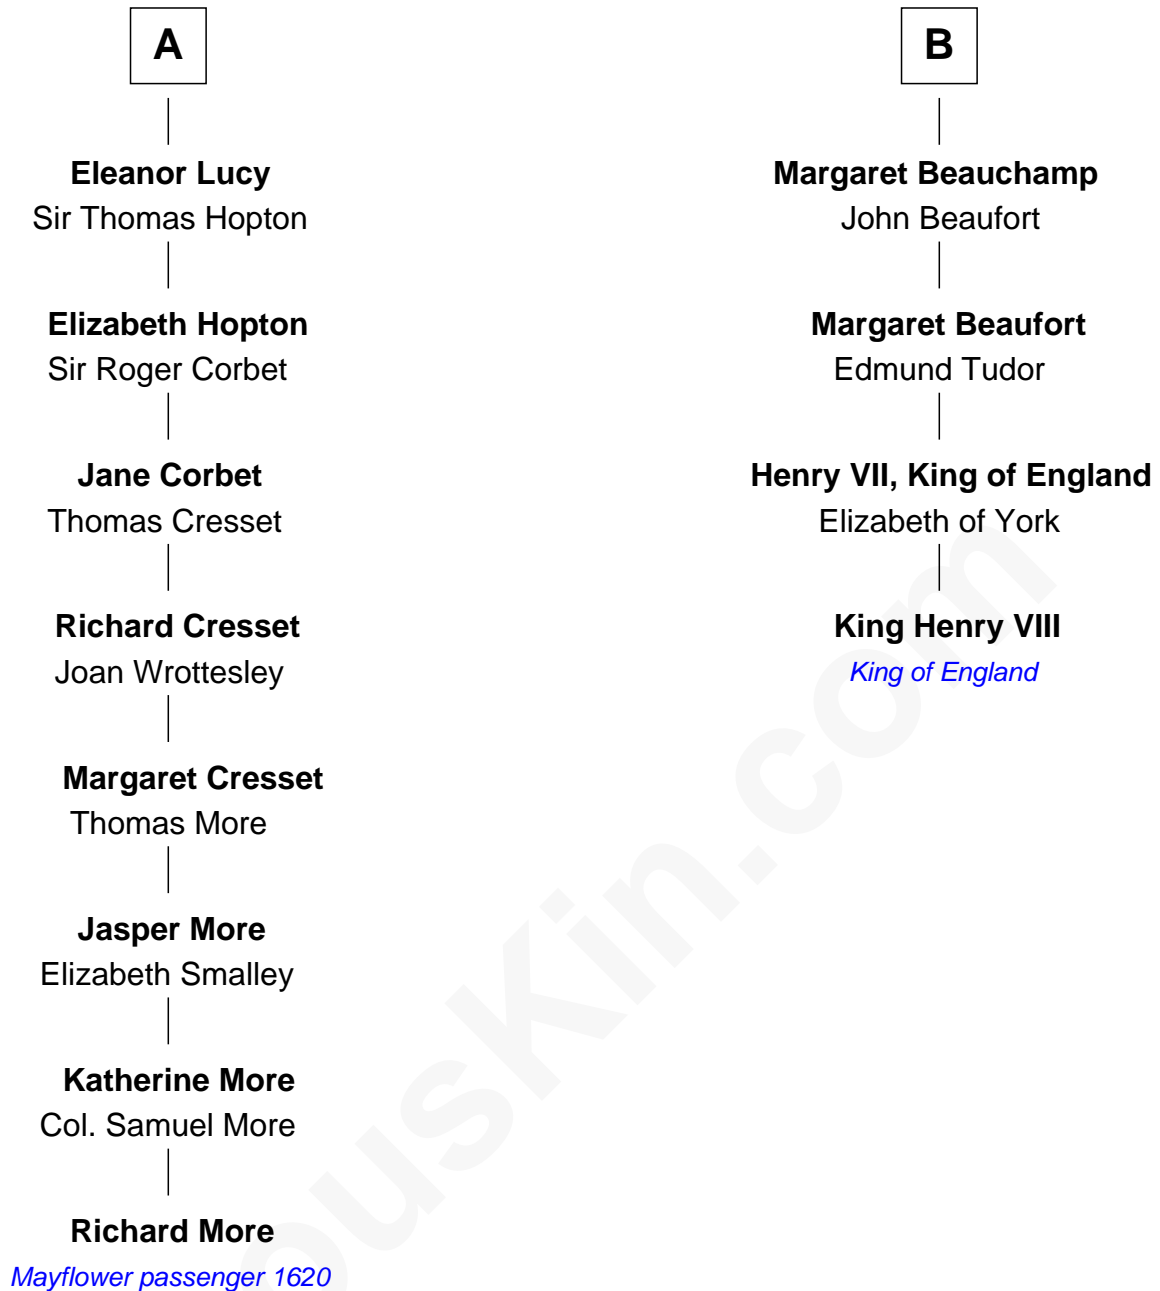 A
Eleanor Lucy
Sir Thomas Hopton
Elizabeth Hopton
Sir Roger Corbet
Jane Corbet
Thomas Cresset
Richard Cresset
Joan Wrottesley
Margaret Cresset
Thomas More
Jasper More
Elizabeth Smalley
Katherine More
Col. Samuel More
Richard More
Mayflower passenger 1620
B
Margaret Beauchamp
John Beaufort
Margaret Beaufort
Edmund Tudor
Henry VII, King of England
Elizabeth of York
King Henry VIII
King of England
ousKin.com